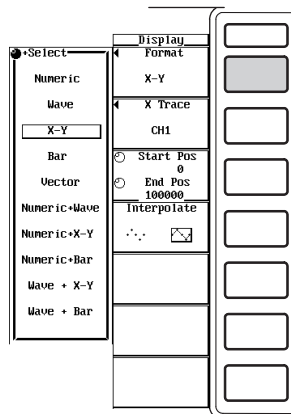 Select
Numeric
Wave
X-Y
Bar
Vector
Numeric+Wave
Numeric+X-Y
Numeric+Bar
Wave + X-Y
Wave + Bar
Display
Format
X-Y
X Trace
CH1
Start Pos
0
End Pos
100000
Interpolate